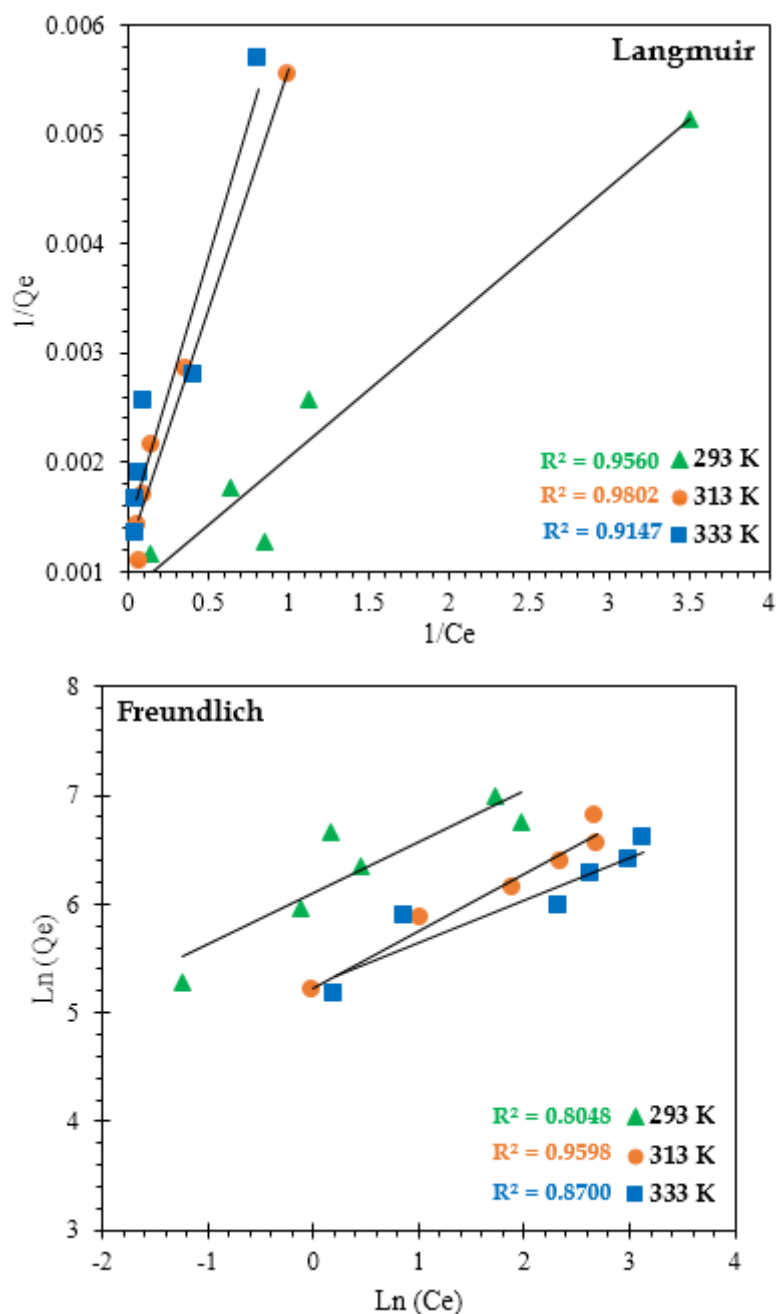 0.006
Langmuir
0.005
0.004
1/Qe
0.003
0.002
R² = 0.9560 293 K
R² = 0.9802 313 K
R² = 0.9147 333 K
0.001
0 0.5 1 1.5 2 2.5 3 3.5 4
1/Ce
8
Freundlich
7
6
Ln (Qe)
5
4
R² = 0.8048 293 K
R² = 0.9598 313 K
R² = 0.8700 333 K
3
-2 -1 0 1 2 3 4
Ln (Ce)